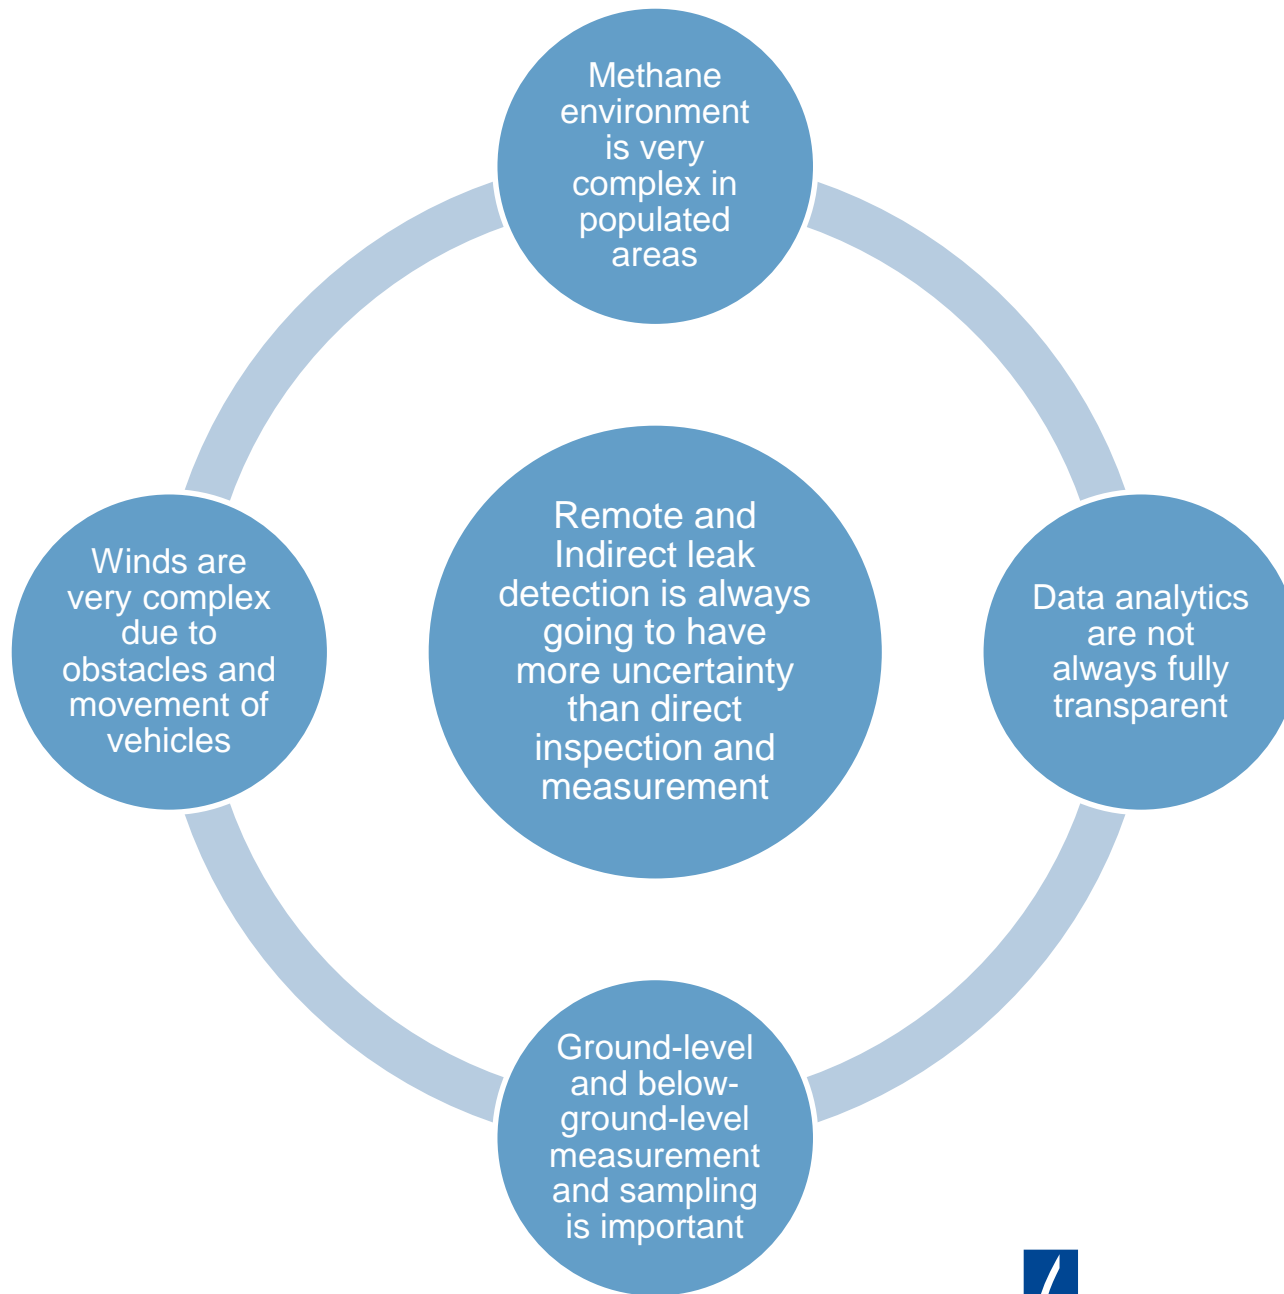 Methane
environment
is very
complex in
populated
areas
Remote and
Indirect leak
detection is always
going to have
more uncertainty
than direct
inspection and
measurement
Winds are
very complex
due to
obstacles and
movement of
vehicles
Data analytics
are not
always fully
transparent
Ground-level
and below-
ground-level
measurement
and sampling
is important